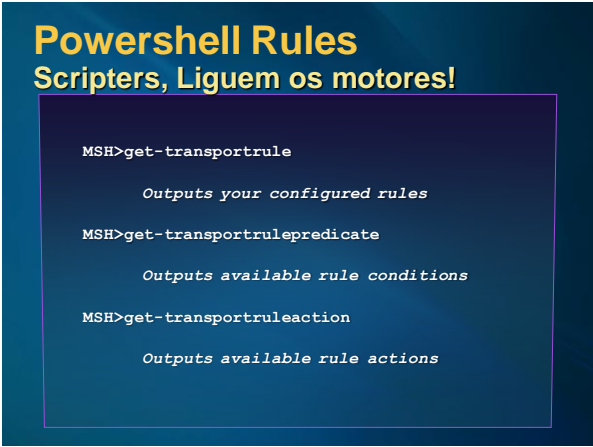 Powershell Rules
Scripters, Liguem os motores!
MSH>get-transportrule
Outputs your configured rules
MSH>get-transportrulepredicate
Outputs available rule conditions
MSH>get-transportruleaction
Outputs available rule actions